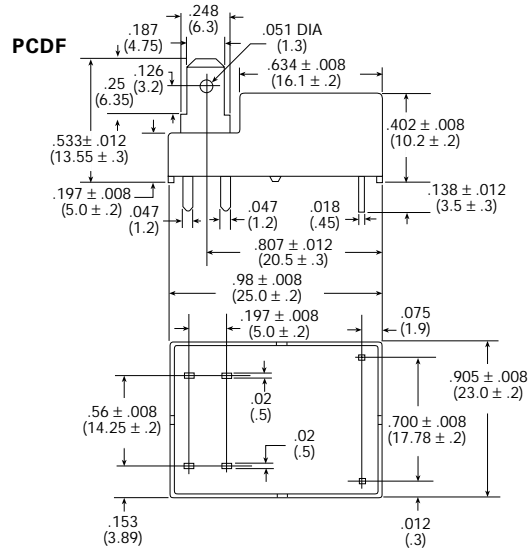 PCDF
.248
(6.3)
.187
(4.75)
.051 DIA
(1.3)
.126
(3.2)
.634 ± .008
(16.1 ± .2)
.25
(6.35)
.533± .012
(13.55 ± .3)
.402 ± .008
(10.2 ± .2)
.197 ± .008
(5.0 ± .2)
.047
(1.2)
.047
(1.2)
.018
(.45)
.138 ± .012
(3.5 ± .3)
.807 ± .012
(20.5 ± .3)
.98 ± .008
(25.0 ± .2)
.197 ± .008
(5.0 ± .2)
.075
(1.9)
.02
(.5)
.56 ± .008
(14.25 ± .2)
.02
(.5)
.700 ± .008
(17.78 ± .2)
.905 ± .008
(23.0 ± .2)
.153
(3.89)
.012
(.3)